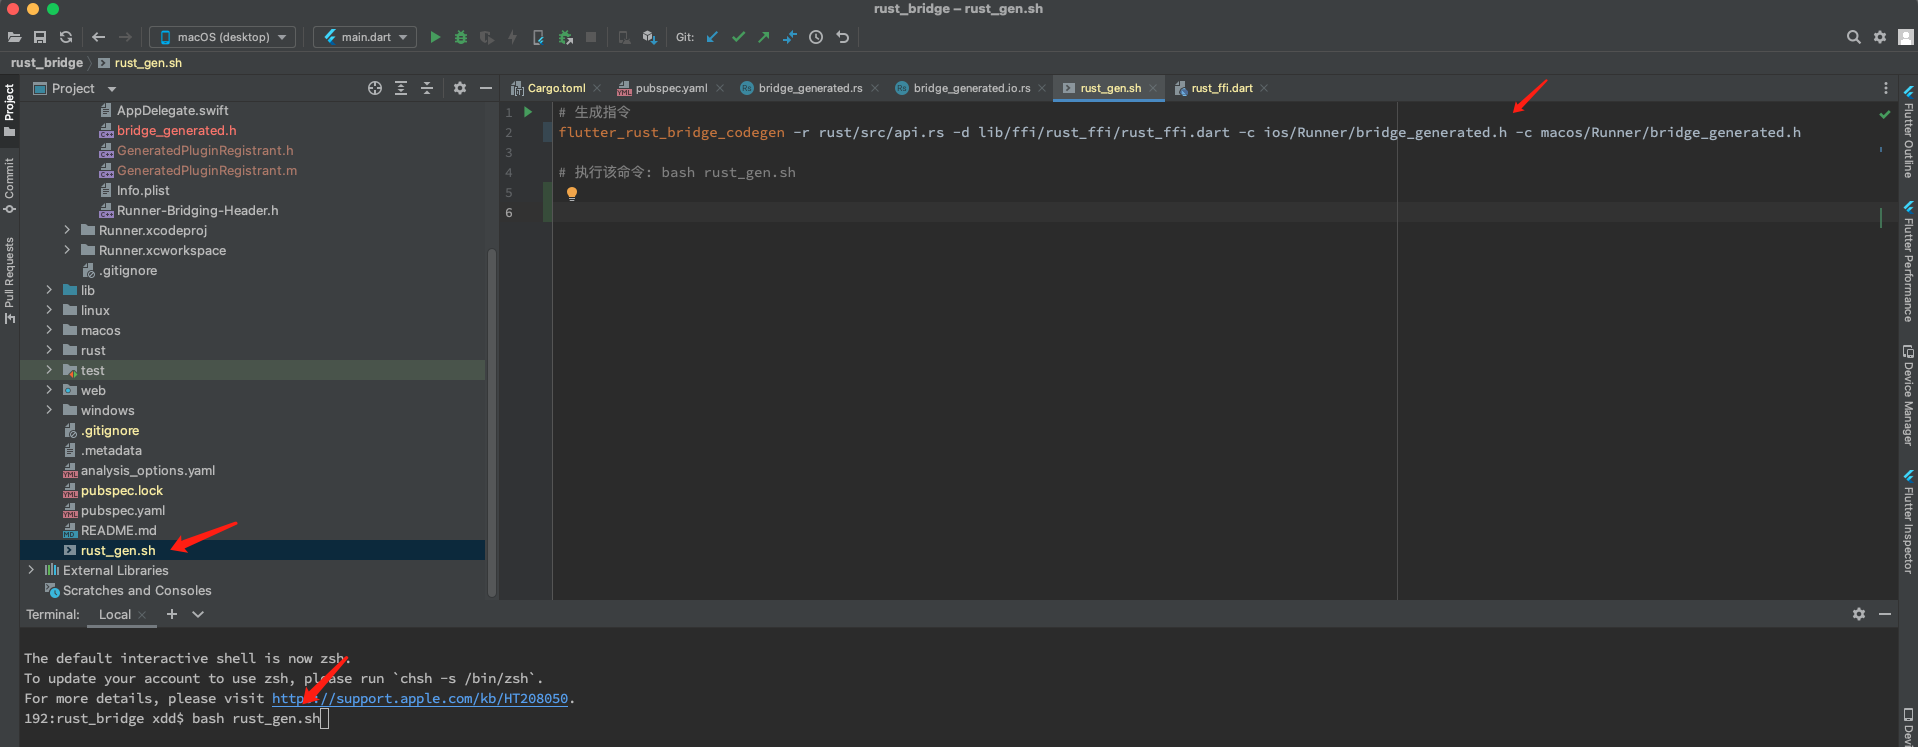 rust_bridge – rust_gen.sh
macOS (desktop)
main.dart
Git:
rust_bridge
rust_gen.sh
Project
Commit
Pull Requests
Project
AppDelegate.swift
bridge_generated.h
GeneratedPluginRegistrant.h
GeneratedPluginRegistrant.m
Info.plist
Runner-Bridging-Header.h
Runner.xcodeproj
Runner.xcworkspace
.gitignore
lib
linux
macos
rust
test
web
windows
.gitignore
.metadata
analysis_options.yaml
pubspec.lock
pubspec.yaml
README.md
rust_gen.sh
External Libraries
Scratches and Consoles
Cargo.toml
pubspec.yaml
bridge_generated.rs
bridge_generated.io.rs
rust_gen.sh
rust_ffi.dart
1 # 生成指令
2 flutter_rust_bridge_codegen -r rust/src/api.rs -d lib/ffi/rust_ffi/rust_ffi.dart -c ios/Runner/bridge_generated.h -c macos/Runner/bridge_generated.h
3
4 # 执行该命令: bash rust_gen.sh
5
6
Flutter Outline
Flutter Performance
Device Manager
Flutter Inspector
Terminal:
Local
The default interactive shell is now zsh.
To update your account to use zsh, please run `chsh -s /bin/zsh`.
For more details, please visit https://support.apple.com/kb/HT208050.
192:rust_bridge xdd$ bash rust_gen.sh